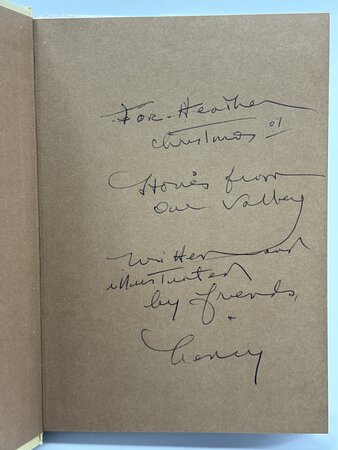 For Heather
Christmas 01
Stories from
our Valley
written and
illustrated
by friends,
+